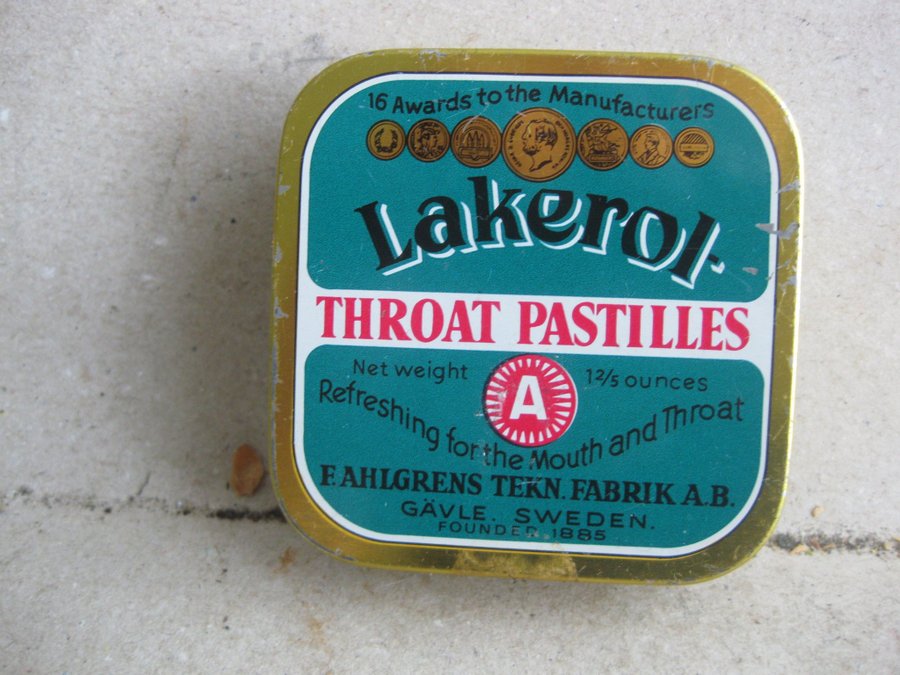 16 Awards to the Manufacturers
Lakerol
THROAT PASTILLES
Net weight 1 2/5 ounces
A
Refreshing for the Mouth and Throat
F. AHLGRENS TEKN. FABRIK A.B.
GÄVLE. SWEDEN.
FOUNDED 1885